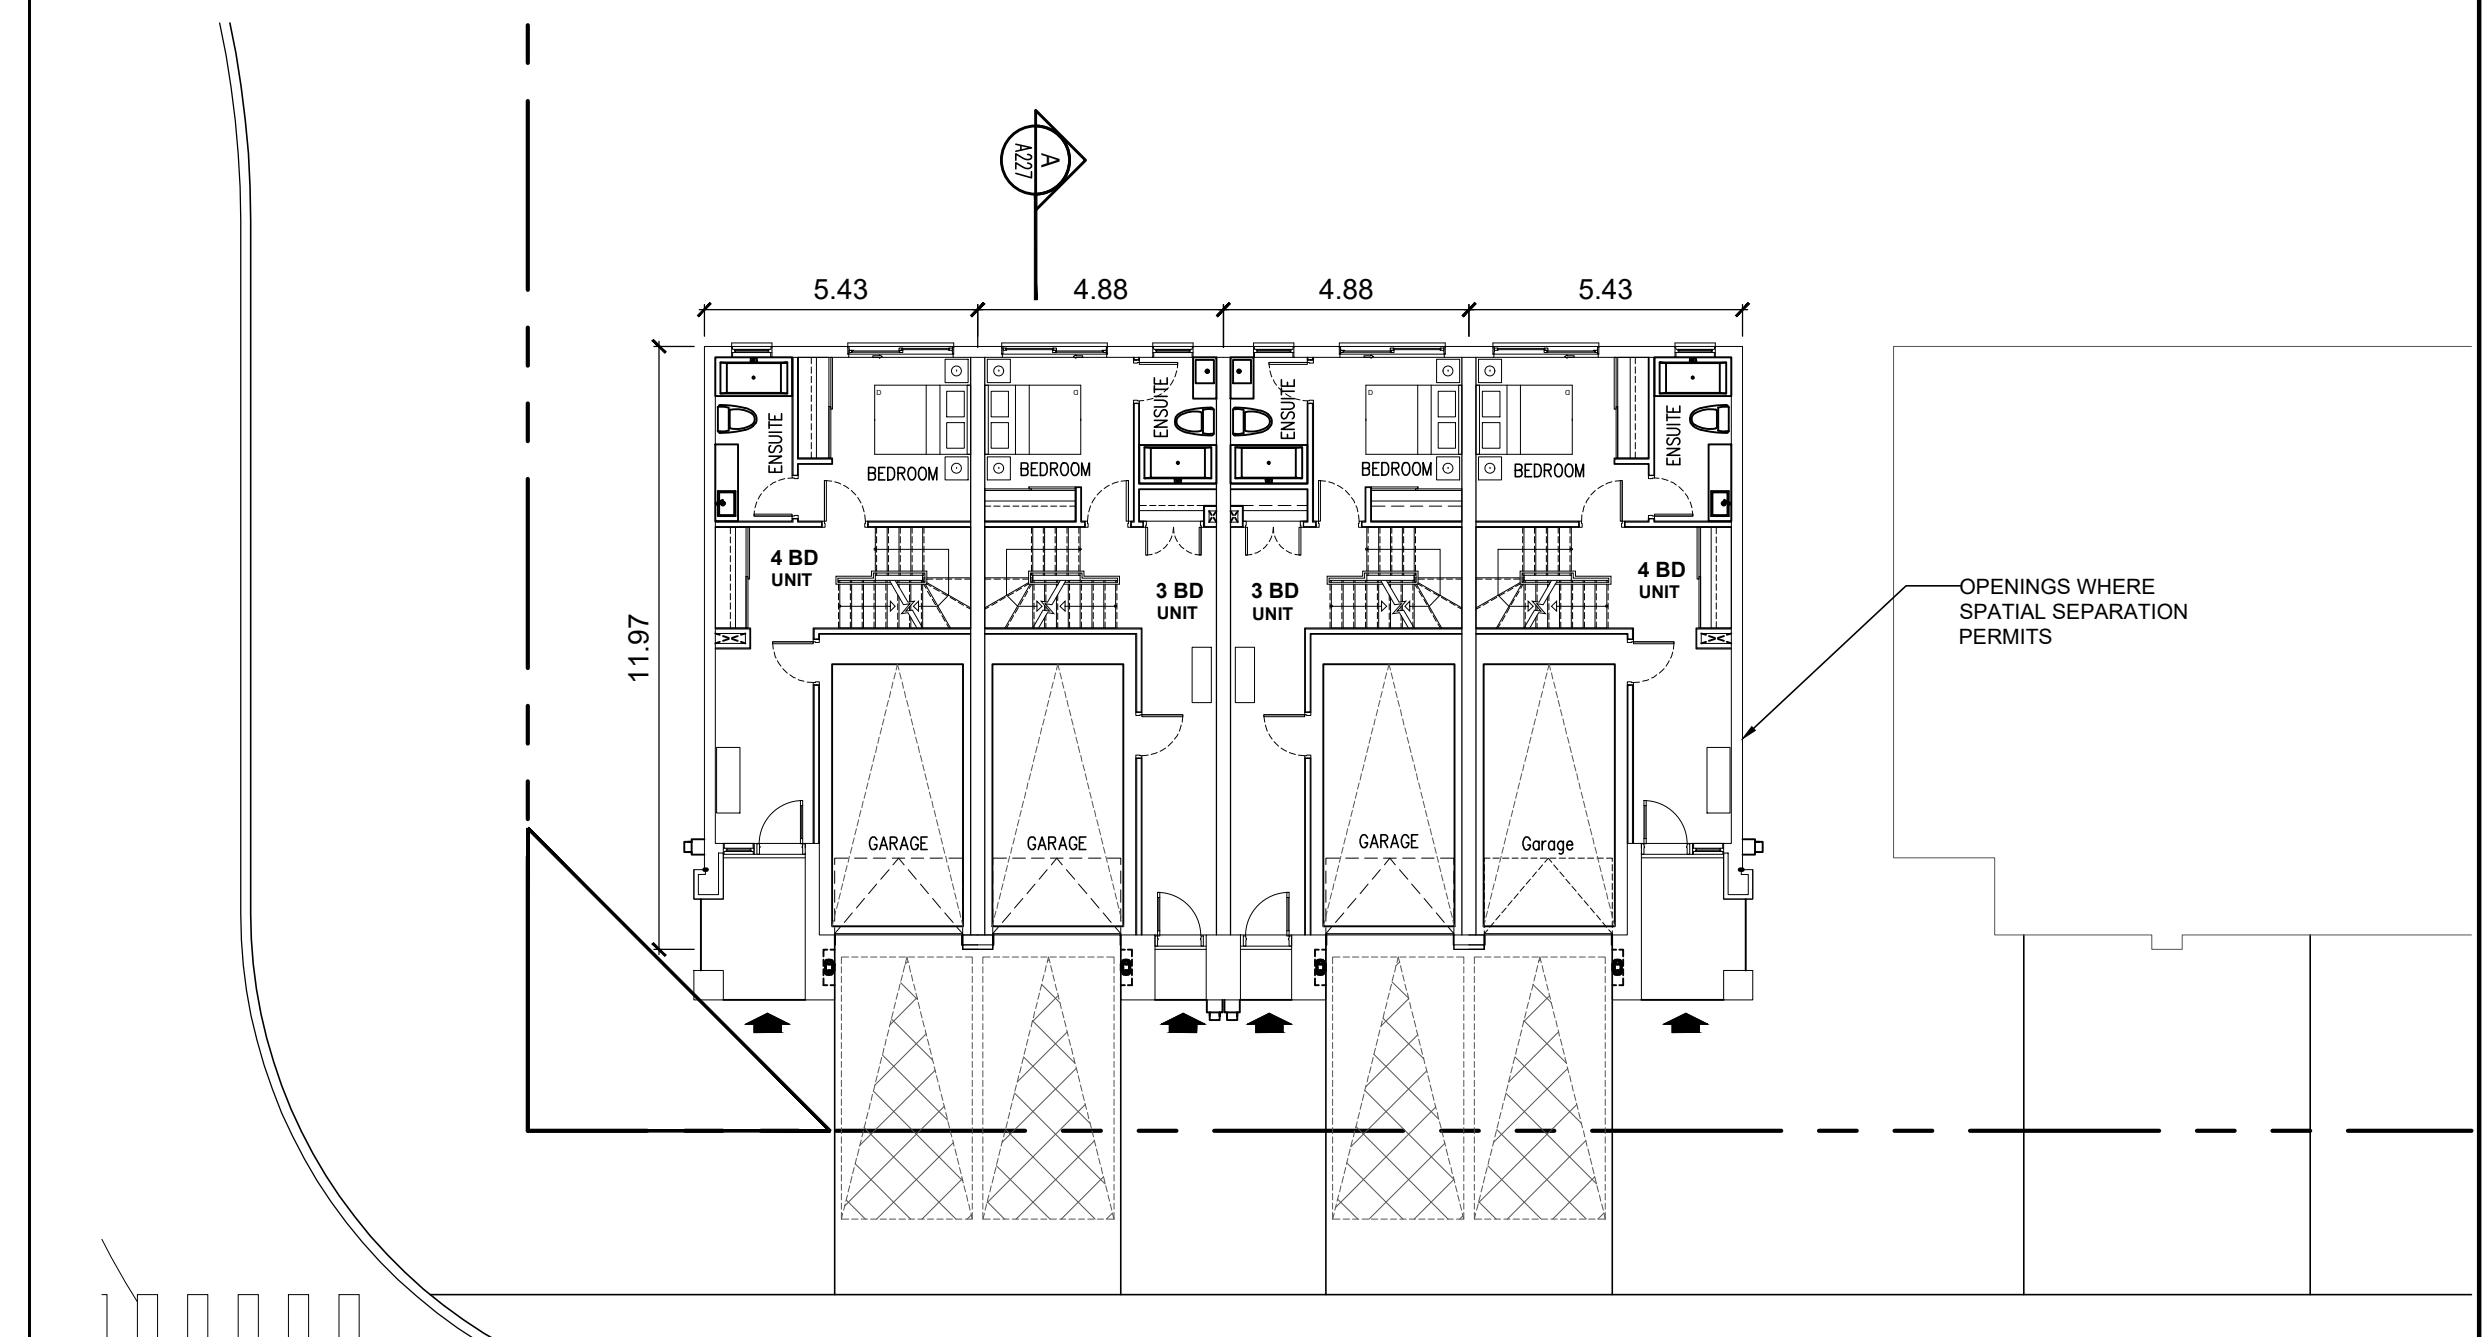 A
A227
5.43
4.88
4.88
5.43
11.97
ENSUITE
BEDROOM
BEDROOM
ENSUITE
ENSUITE
BEDROOM
BEDROOM
ENSUITE
4 BD
UNIT
3 BD
UNIT
3 BD
UNIT
4 BD
UNIT
OPENINGS WHERE
SPATIAL SEPARATION
PERMITS
GARAGE
GARAGE
GARAGE
Garage